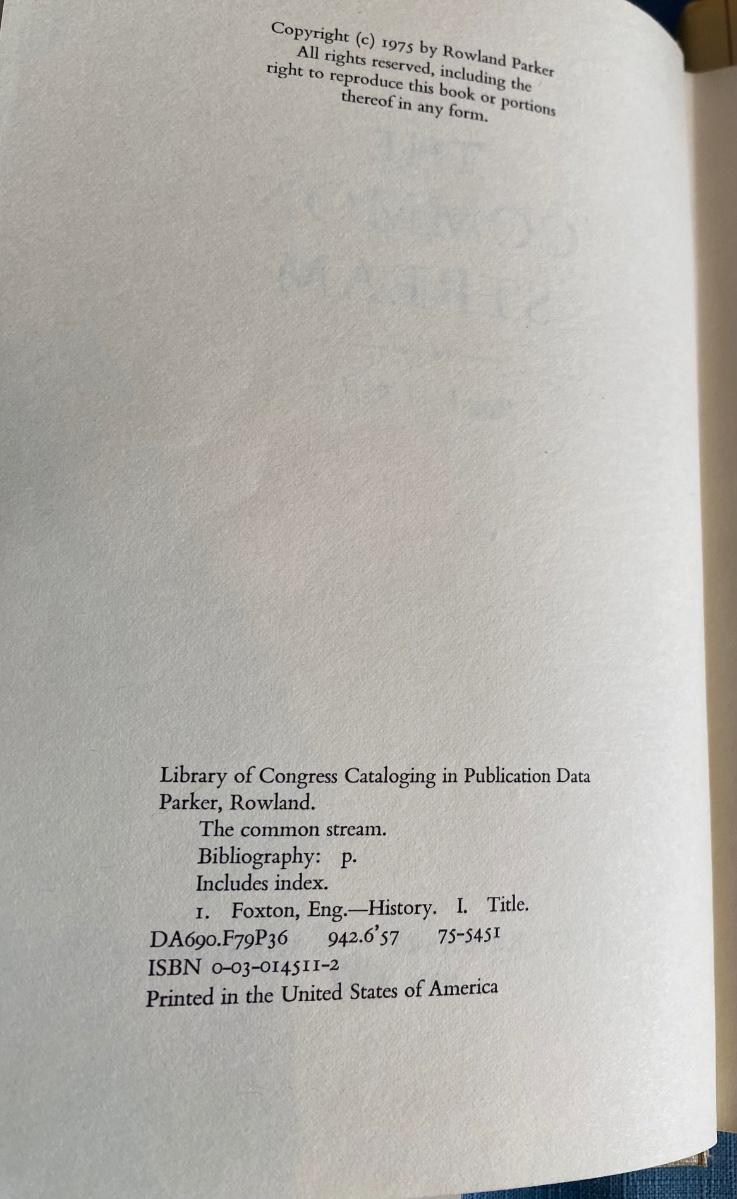 Copyright (c) 1975 by Rowland Parker
All rights reserved, including the
right to reproduce this book or portions
thereof in any form.
THE
COMMON
STREAM
Library of Congress Cataloging in Publication Data
Parker, Rowland.
The common stream.
Bibliography: p.
Includes index.
1. Foxton, Eng.—History. I. Title.
DA690.F79P36 942.6'57 75-5451
ISBN 0-03-014511-2
Printed in the United States of America